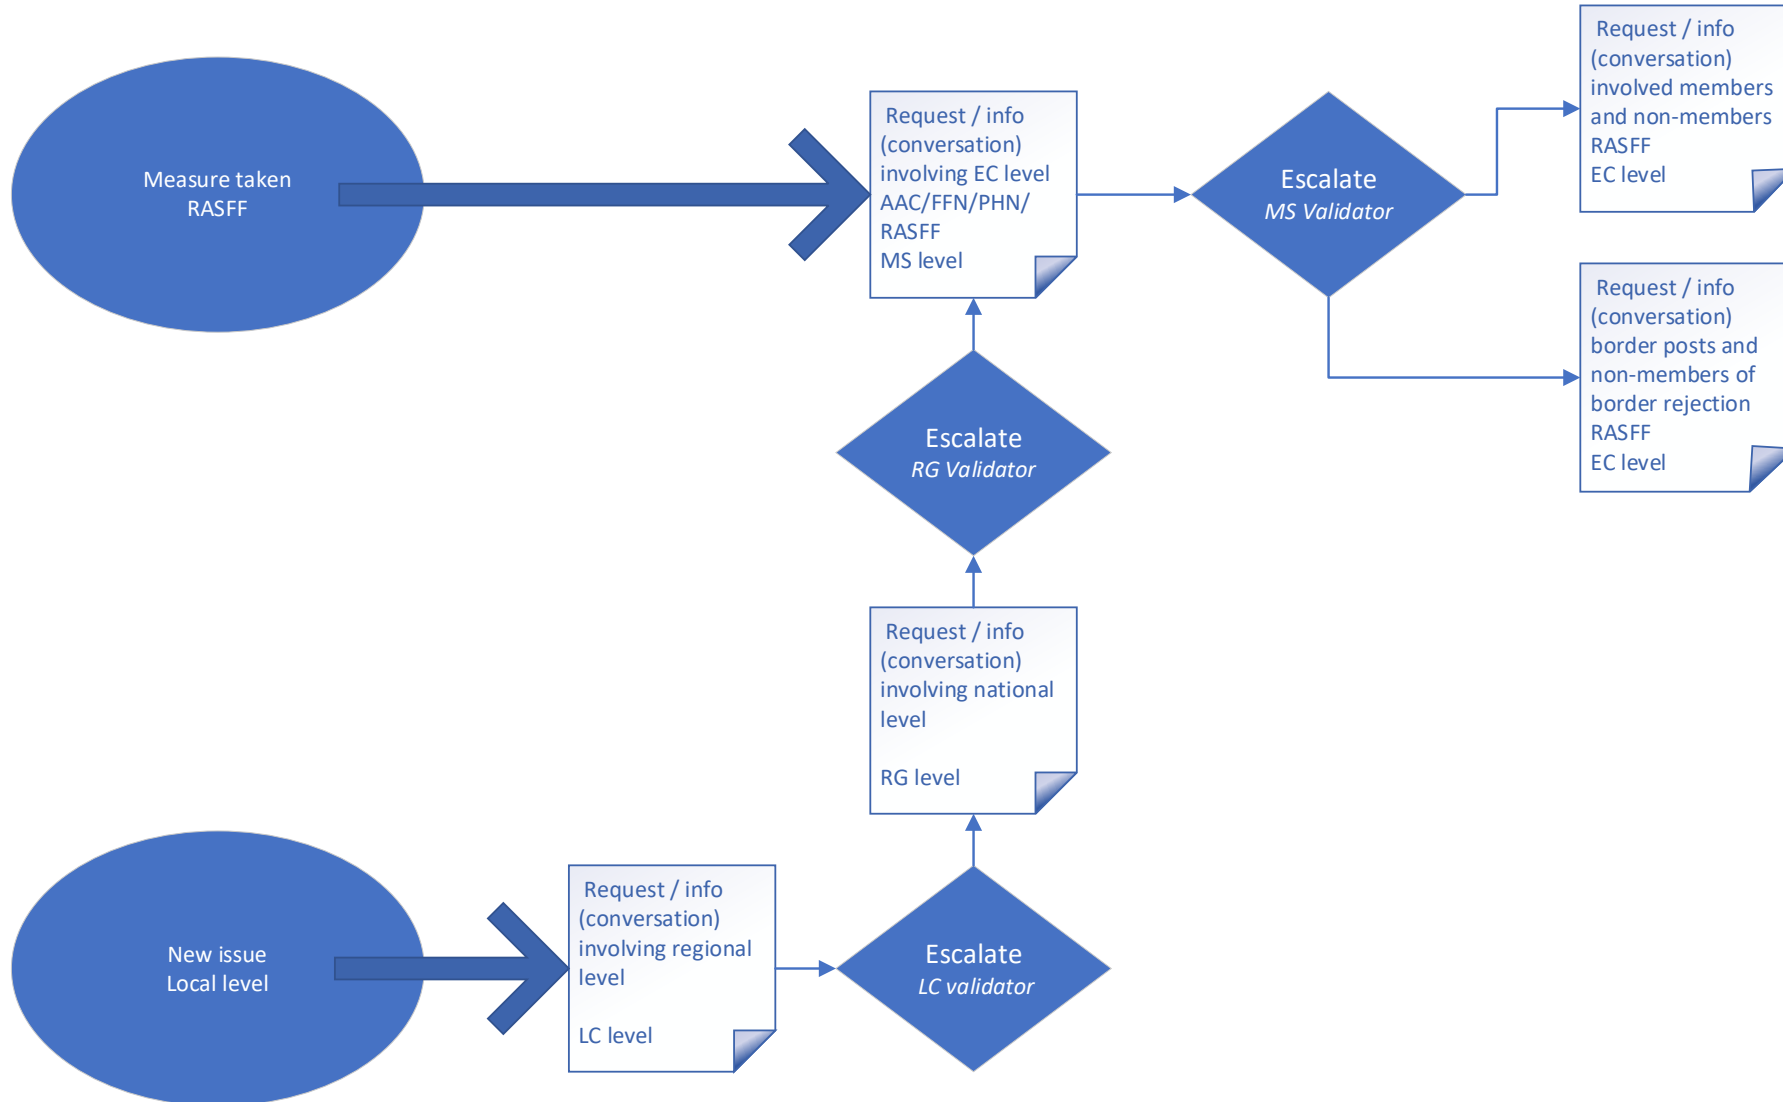 Measure taken
RASFF
Request / info
(conversation)
involving EC level
AAC/FFN/PHN/
RASFF
MS level
Escalate
MS Validator
Request / info
(conversation)
involved members
and non-members
RASFF
EC level
Request / info
(conversation)
border posts and
non-members of
border rejection
RASFF
EC level
Escalate
RG Validator
Request / info
(conversation)
involving national
level
RG level
New issue
Local level
Request / info
(conversation)
involving regional
level
LC level
Escalate
LC validator